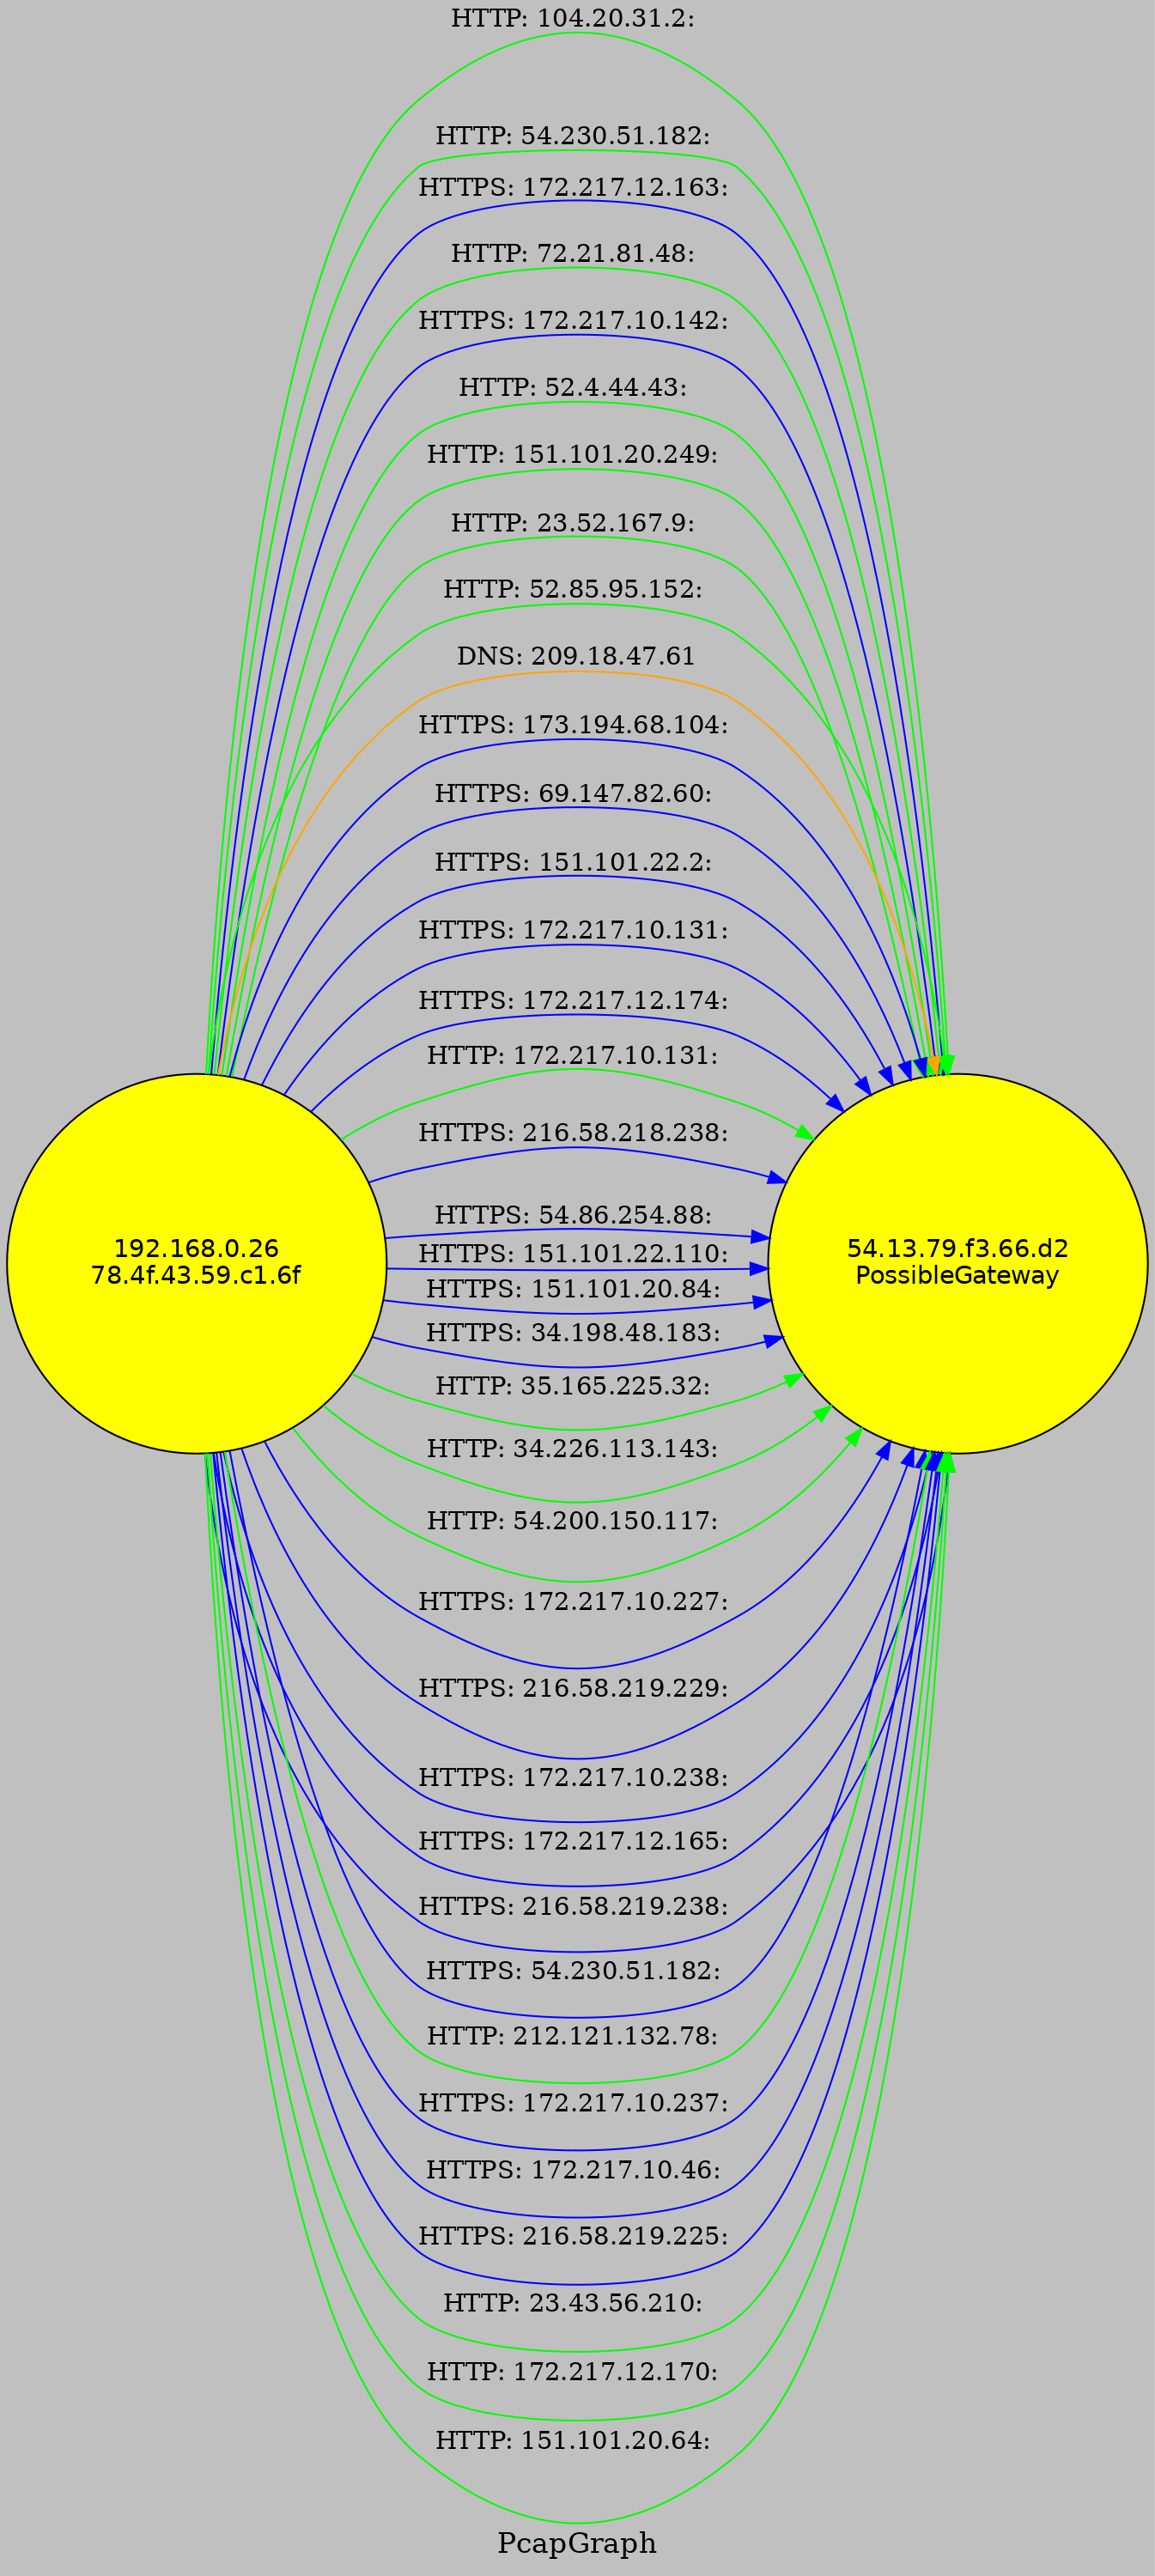 HTTP: 104.20.31.2:
HTTP: 54.230.51.182:
HTTPS: 172.217.12.163:
HTTP: 72.21.81.48:
HTTPS: 172.217.10.142:
HTTP: 52.4.44.43:
HTTP: 151.101.20.249:
HTTP: 23.52.167.9:
HTTP: 52.85.95.152:
DNS: 209.18.47.61
HTTPS: 173.194.68.104:
HTTPS: 69.147.82.60:
HTTPS: 151.101.22.2:
HTTPS: 172.217.10.131:
HTTPS: 172.217.12.174:
HTTP: 172.217.10.131:
HTTPS: 216.58.218.238:
HTTPS: 54.86.254.88:
192.168.0.26
78.4f.43.59.c1.6f
HTTPS: 151.101.22.110:
54.13.79.f3.66.d2
PossibleGateway
HTTPS: 151.101.20.84:
HTTPS: 34.198.48.183:
HTTP: 35.165.225.32:
HTTP: 34.226.113.143:
HTTP: 54.200.150.117:
HTTPS: 172.217.10.227:
HTTPS: 216.58.219.229:
HTTPS: 172.217.10.238:
HTTPS: 172.217.12.165:
HTTPS: 216.58.219.238:
HTTPS: 54.230.51.182:
HTTP: 212.121.132.78:
HTTPS: 172.217.10.237:
HTTPS: 172.217.10.46:
HTTPS: 216.58.219.225:
HTTP: 23.43.56.210:
HTTP: 172.217.12.170:
HTTP: 151.101.20.64:
PcapGraph